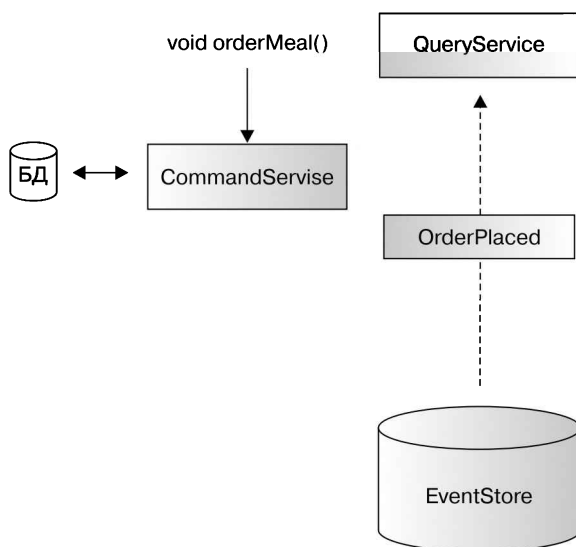 void orderMeal()
QueryService
БД
CommandServise
OrderPlaced
EventStore